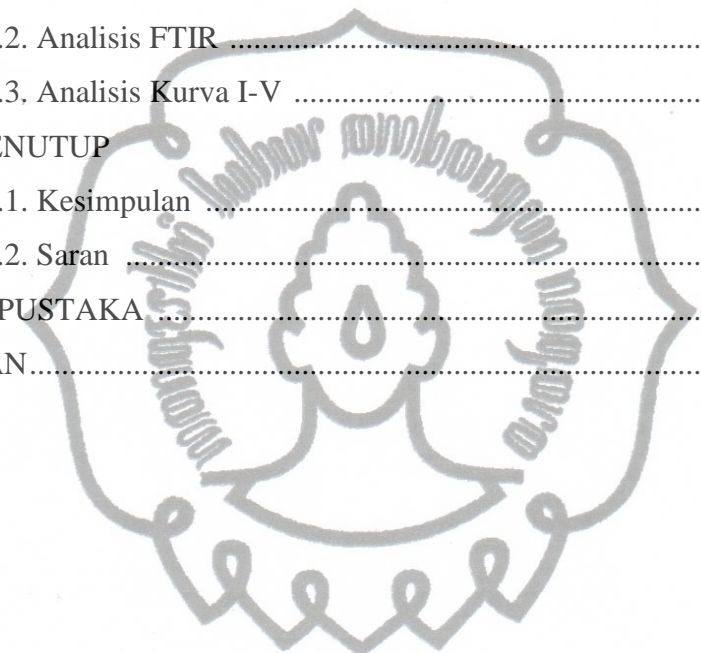 .2. Analisis FTIR ................................................................
.3. Analisis Kurva I-V ................................................................
ENUTUP
.1. Kesimpulan ................................................................
.2. Saran ................................................................
PUSTAKA ................................................................
AN................................................................